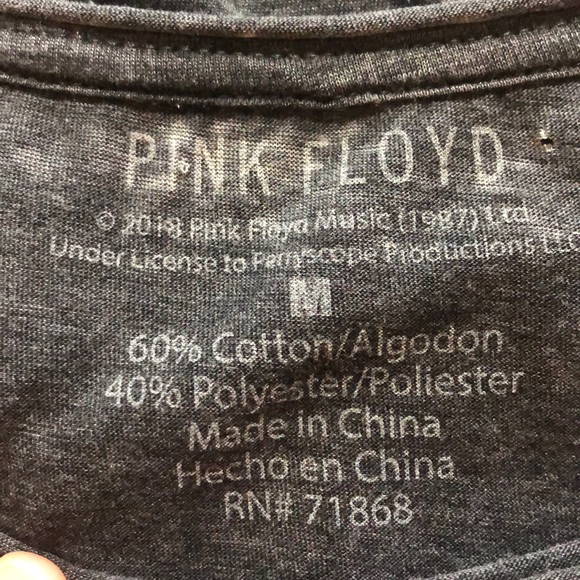 PINK FLOYD
© 2018 Pink Floyd Music (1987) Ltd
Under License to Perryscope Productions LLC
M
60% Cotton/Algodon
40% Polyester/Poliester
Made in China
Hecho en China
RN# 71868